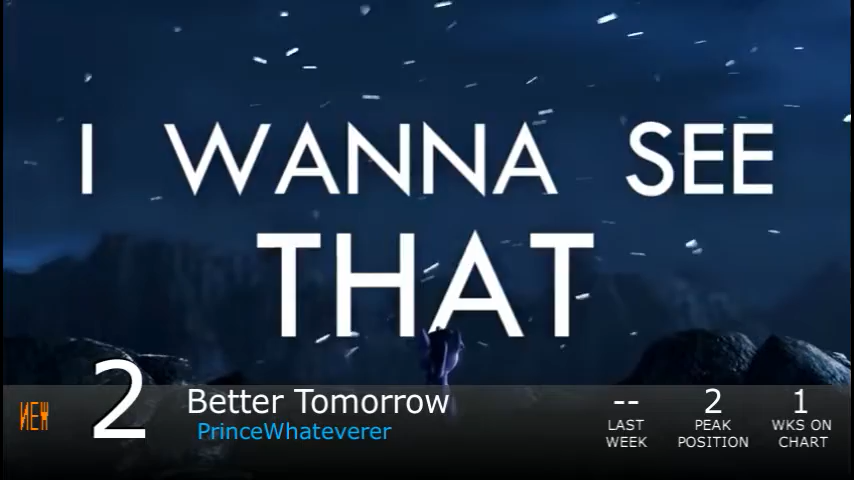 I WANNA SEE
THAT
NEW
2
Better Tomorrow
PrinceWhateverer
--
LAST
WEEK
2
PEAK
POSITION
1
WKS ON
CHART